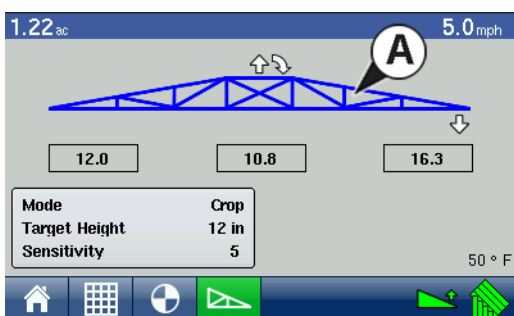 1.22 ac 5.0 mph
A
12.0 10.8 16.3
Mode Crop
Target Height 12 in
Sensitivity 5
50 ° F